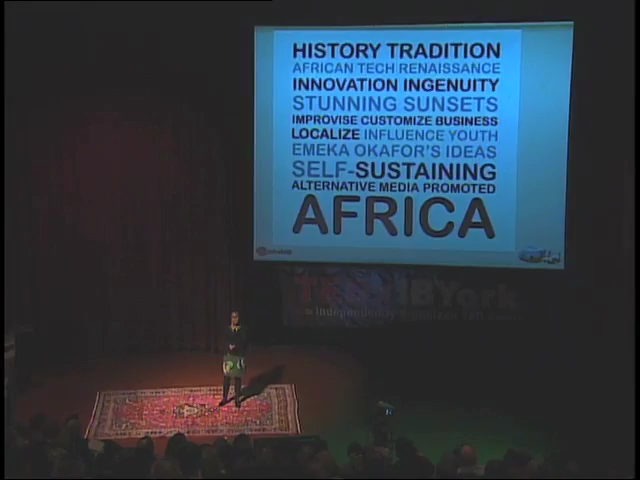 HISTORY TRADITION
AFRICAN TECH RENAISSANCE
INNOVATION INGENUITY
STUNNING SUNSETS
IMPROVISE CUSTOMIZE BUSINESS
LOCALIZE INFLUENCE YOUTH
EMEKA OKAFOR'S IDEAS
SELF-SUSTAINING
ALTERNATIVE MEDIA PROMOTED
AFRICA